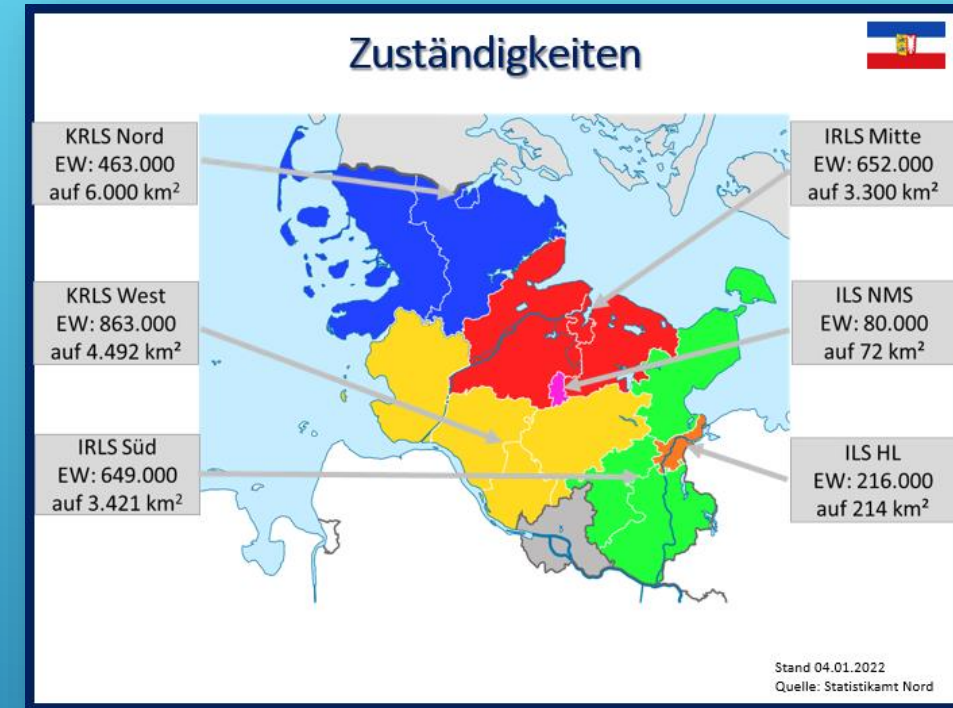 Zuständigkeiten
KRLS Nord
EW: 463.000
auf 6.000 km²
KRLS West
EW: 863.000
auf 4.492 km²
IRLS Süd
EW: 649.000
auf 3.421 km²
IRLS Mitte
EW: 652.000
auf 3.300 km²
ILS NMS
EW: 80.000
auf 72 km²
ILS HL
EW: 216.000
auf 214 km²
Stand 04.01.2022
Quelle: Statistikamt Nord